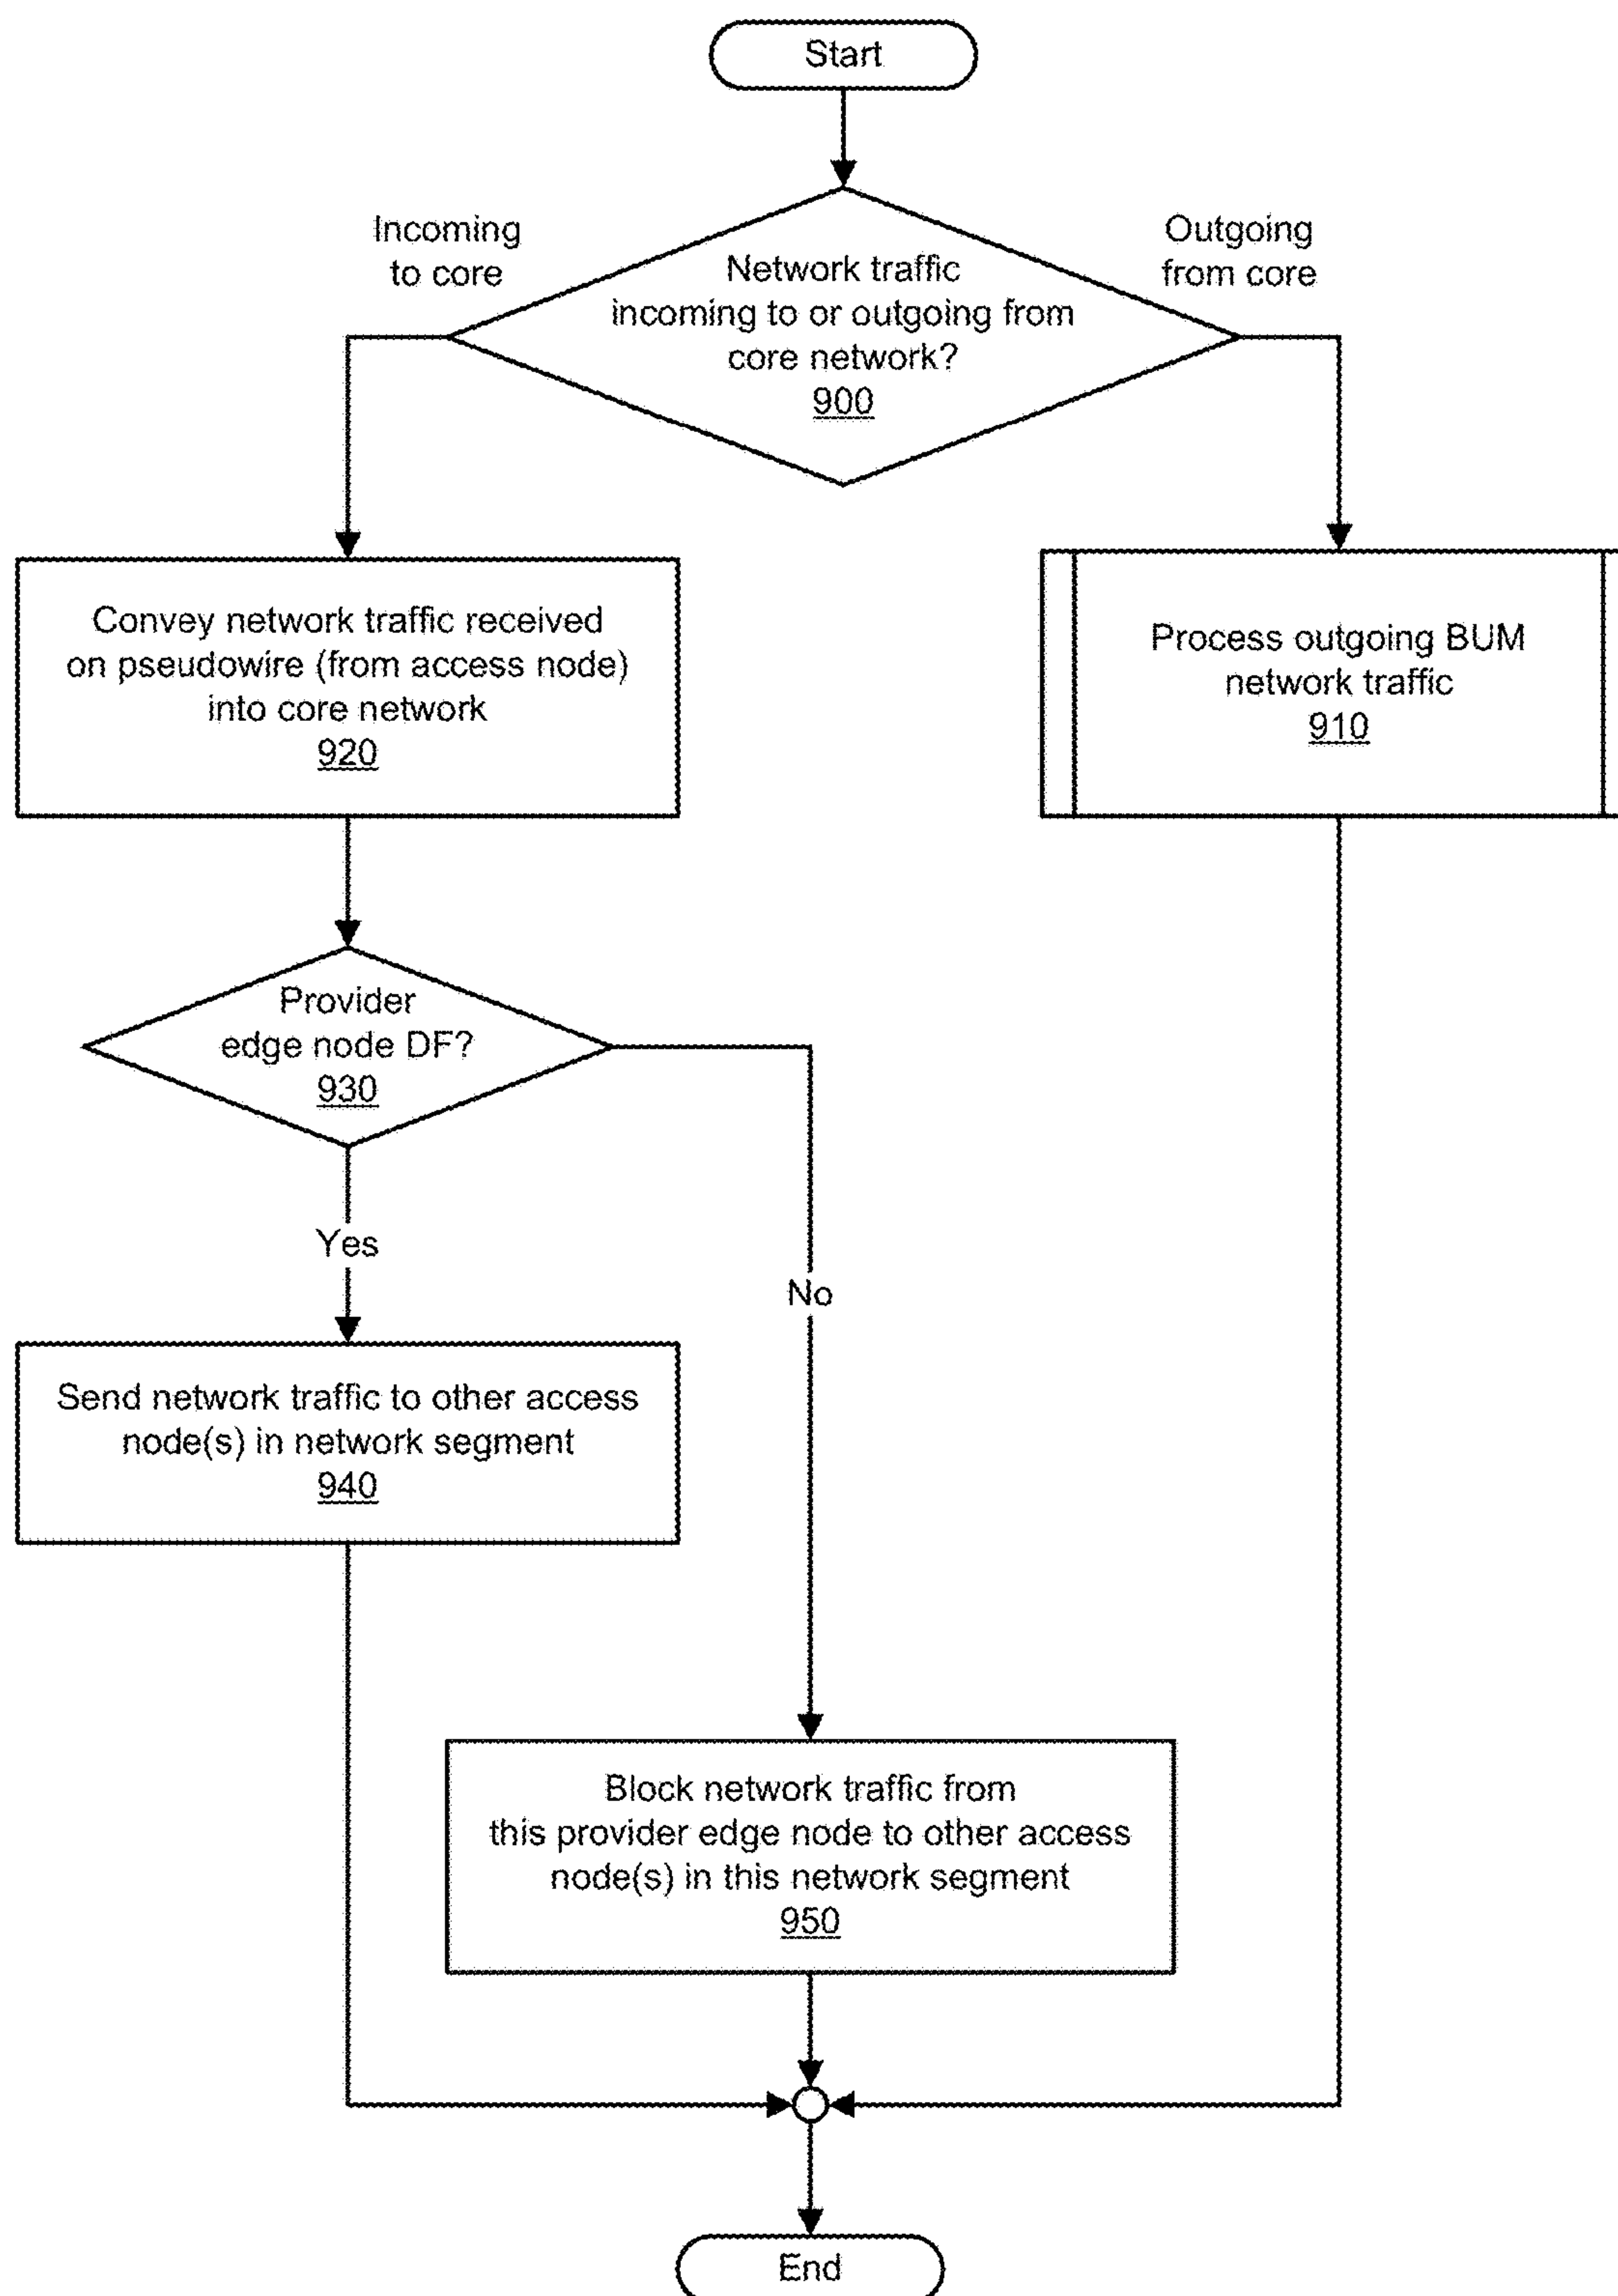 Start
Incoming
to core
Outgoing
from core
Network traffic
incoming to or outgoing from
core network?
900
Convey network traffic received
on pseudowire (from access node)
into core network
920
Process outgoing BUM
network traffic
910
Provider
edge node DF?
930
Yes
No
Send network traffic to other access
node(s) in network segment
940
Block network traffic from
this provider edge node to other access
node(s) in this network segment
950
End